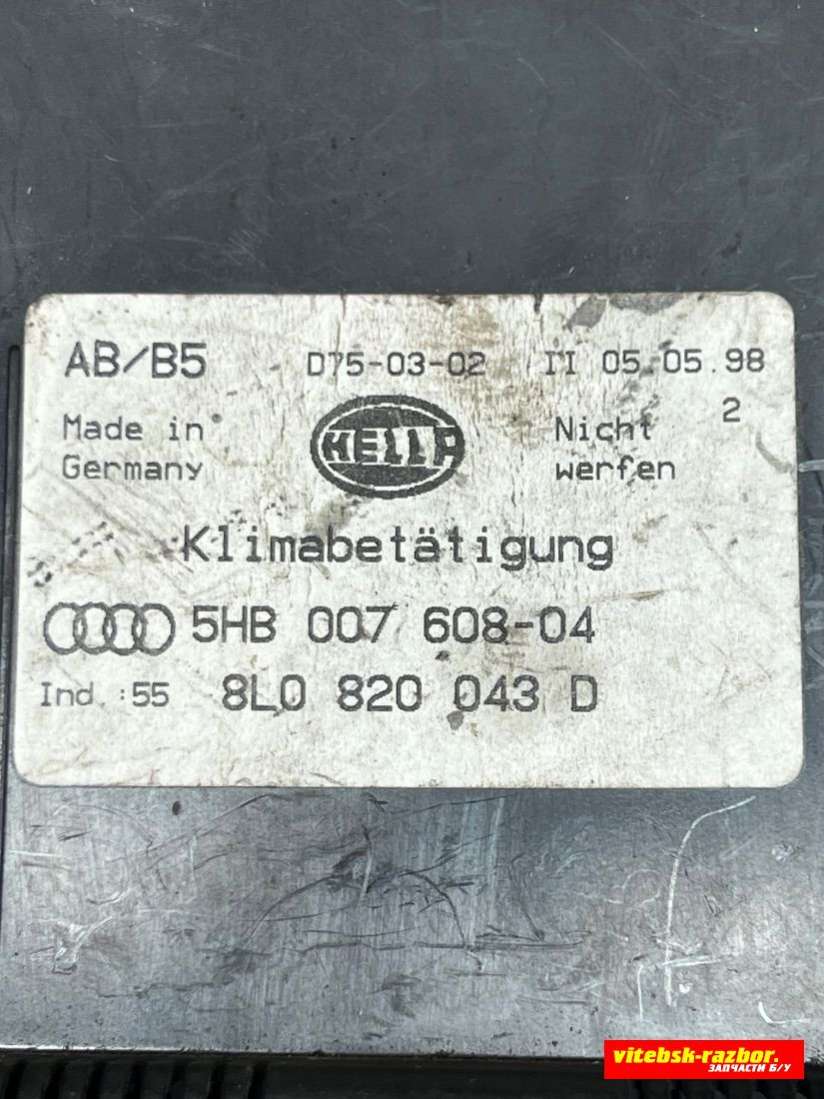 AB/B5 D75-03-02 TI 05.05.98
2
Made in Nicht
Germany HELLA werfen
Klimabetätigung
5HB 007 608-04
Ind.:55 8L0 820 043 D
vitebsk-razbor.
ЗАПЧАСТИ Б/У